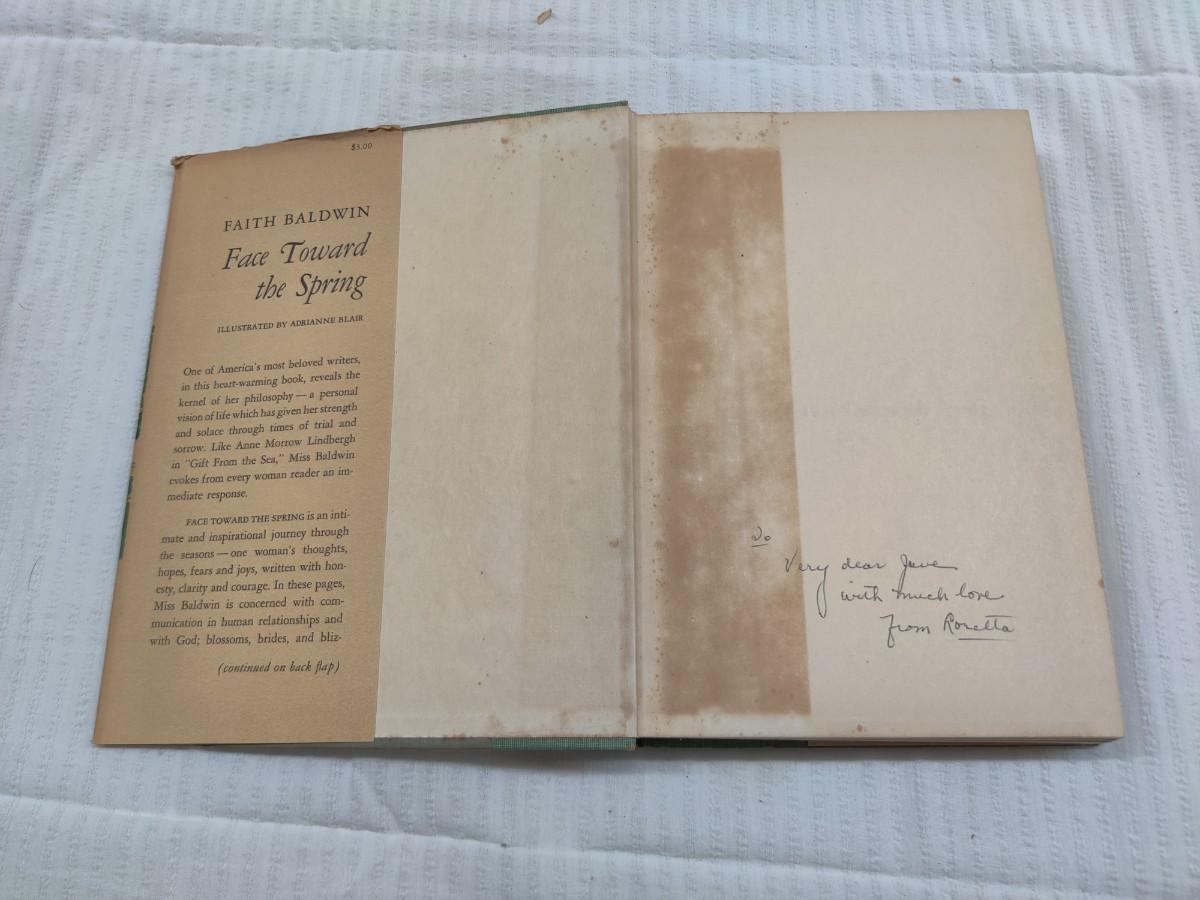 $3.00
FAITH BALDWIN
Face Toward
the Spring
ILLUSTRATED BY ADRIANNE BLAIR
One of America's most beloved writers,
in this heart-warming book, reveals the
kernel of her philosophy — a personal
vision of life which has given her strength
and solace through times of trial and
sorrow. Like Anne Morrow Lindbergh
in "Gift From the Sea," Miss Baldwin
evokes from every woman reader an im-
mediate response.
FACE TOWARD THE SPRING is an inti-
mate and inspirational journey through
the seasons — one woman's thoughts,
hopes, fears and joys, written with hon-
esty, clarity and courage. In these pages,
Miss Baldwin is concerned with com-
munication in human relationships and
with God; blossoms, brides, and bliz-
(continued on back flap)
To
Very dear June
with much love
from Rosetta